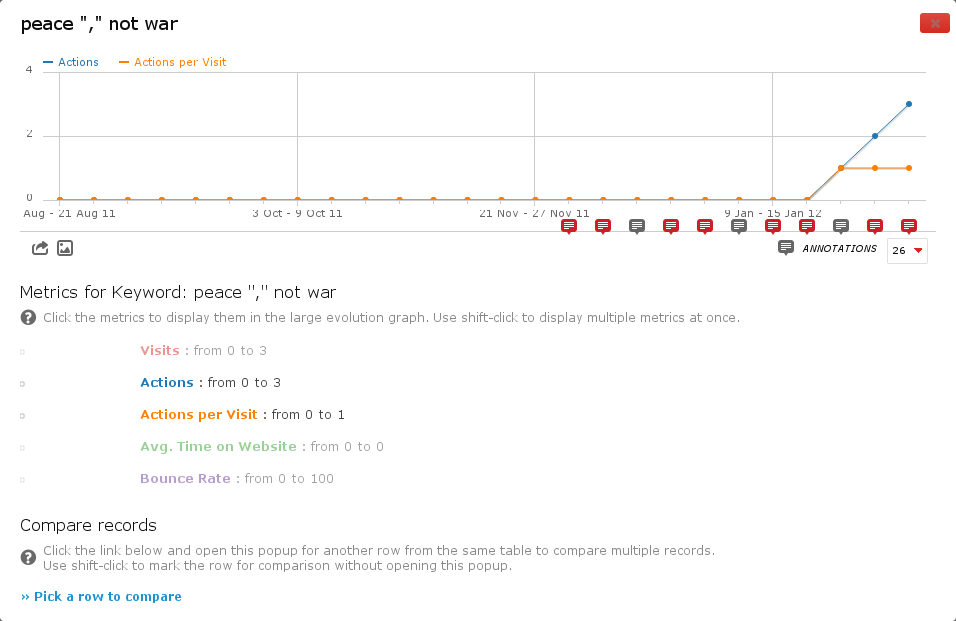 peace "," not war
Actions Actions per Visit
4
2
0
Aug - 21 Aug 11 3 Oct - 9 Oct 11 21 Nov - 27 Nov 11 9 Jan - 15 Jan 12
ANNOTATIONS 26
Metrics for Keyword: peace "," not war
? Click the metrics to display them in the large evolution graph. Use shift-click to display multiple metrics at once.
Visits : from 0 to 3
Actions : from 0 to 3
Actions per Visit : from 0 to 1
Avg. Time on Website : from 0 to 0
Bounce Rate : from 0 to 100
Compare records
? Click the link below and open this popup for another row from the same table to compare multiple records.
Use shift-click to mark the row for comparison without opening this popup.
» Pick a row to compare